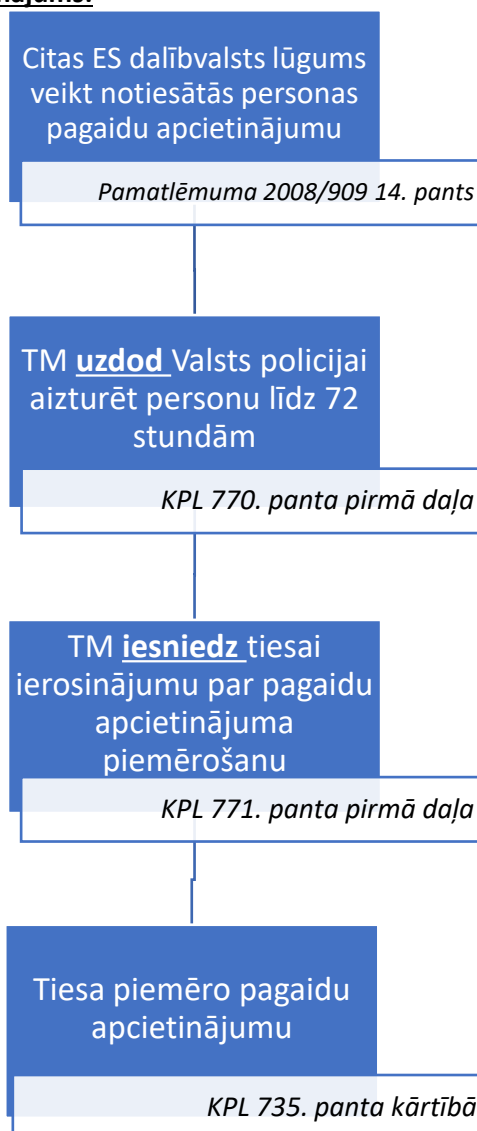 Citas ES dalībvalsts lūgums
veikt notiesātās personas
pagaidu apcietinājumu
Pamatlēmuma 2008/909 14. pants
TM uzdod Valsts policijai
aizturēt personu līdz 72
stundām
KPL 770. panta pirmā daļa
TM iesniedz tiesai
ierosinājumu par pagaidu
apcietinājuma
piemērošanu
KPL 771. panta pirmā daļa
Tiesa piemēro pagaidu
apcietinājumu
KPL 735. panta kārtībā